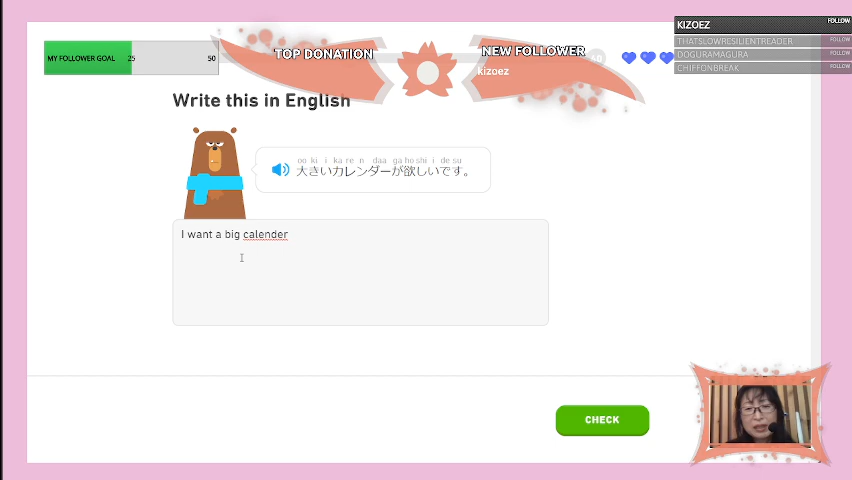 KIZOEZ
FOLLOW
THATSLOWRESILIENTREADER
FOLLOW
DOGURAMAGURA
FOLLOW
CHIFFONBREAK
FOLLOW
MY FOLLOWER GOAL 25 50
TOP DONATION
NEW FOLLOWER
kizoez
Write this in English
oo ki i ka re n daa ga ho shi i de su
大きいカレンダーが欲しいです。
I want a big calender
CHECK